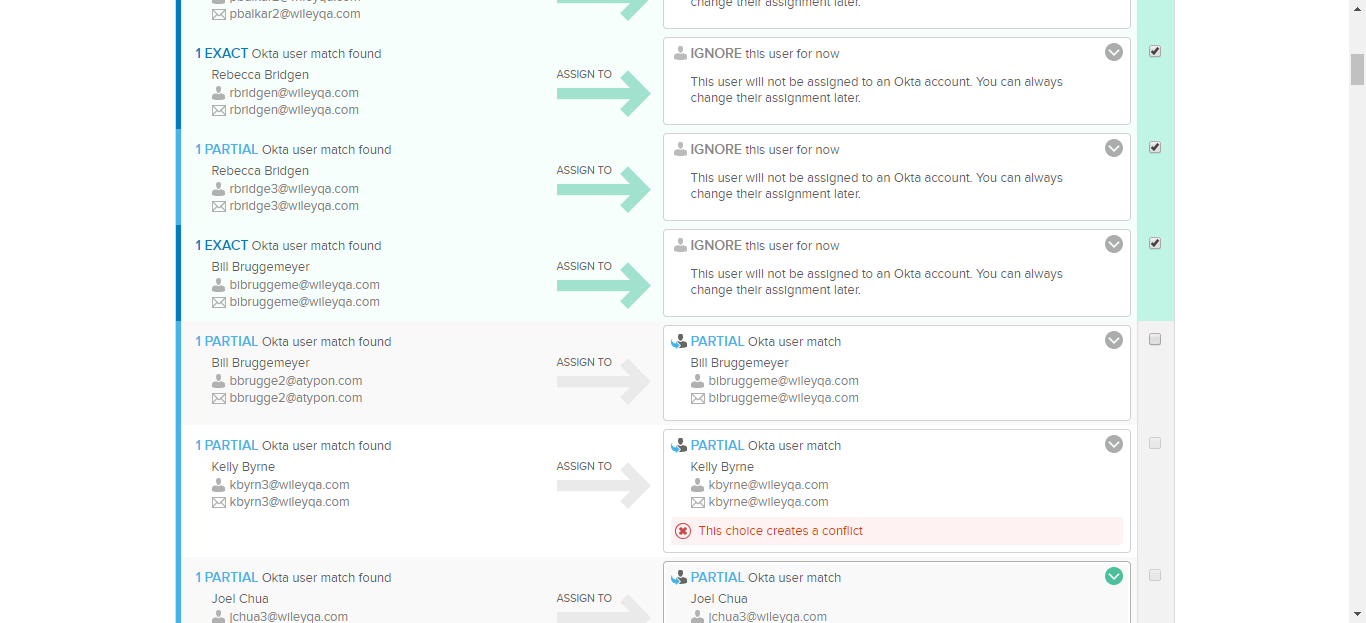 pbalkar2@wileyqa.com
change their assignment later.
1 EXACT Okta user match found
Rebecca Bridgen
rbridgen@wileyqa.com
rbridgen@wileyqa.com
ASSIGN TO
IGNORE this user for now
This user will not be assigned to an Okta account. You can always
change their assignment later.
1 PARTIAL Okta user match found
Rebecca Bridgen
rbridge3@wileyqa.com
rbridge3@wileyqa.com
ASSIGN TO
IGNORE this user for now
This user will not be assigned to an Okta account. You can always
change their assignment later.
1 EXACT Okta user match found
Bill Bruggemeyer
bibruggeme@wileyqa.com
bibruggeme@wileyqa.com
ASSIGN TO
IGNORE this user for now
This user will not be assigned to an Okta account. You can always
change their assignment later.
1 PARTIAL Okta user match found
Bill Bruggemeyer
bbrugge2@atypon.com
bbrugge2@atypon.com
ASSIGN TO
PARTIAL Okta user match
Bill Bruggemeyer
bibruggeme@wileyqa.com
bibruggeme@wileyqa.com
1 PARTIAL Okta user match found
Kelly Byrne
kbyrn3@wileyqa.com
kbyrn3@wileyqa.com
ASSIGN TO
PARTIAL Okta user match
Kelly Byrne
kbyrne@wileyqa.com
kbyrne@wileyqa.com
This choice creates a conflict
1 PARTIAL Okta user match found
Joel Chua
jchua3@wileyqa.com
ASSIGN TO
PARTIAL Okta user match
Joel Chua
jchua3@wileyqa.com